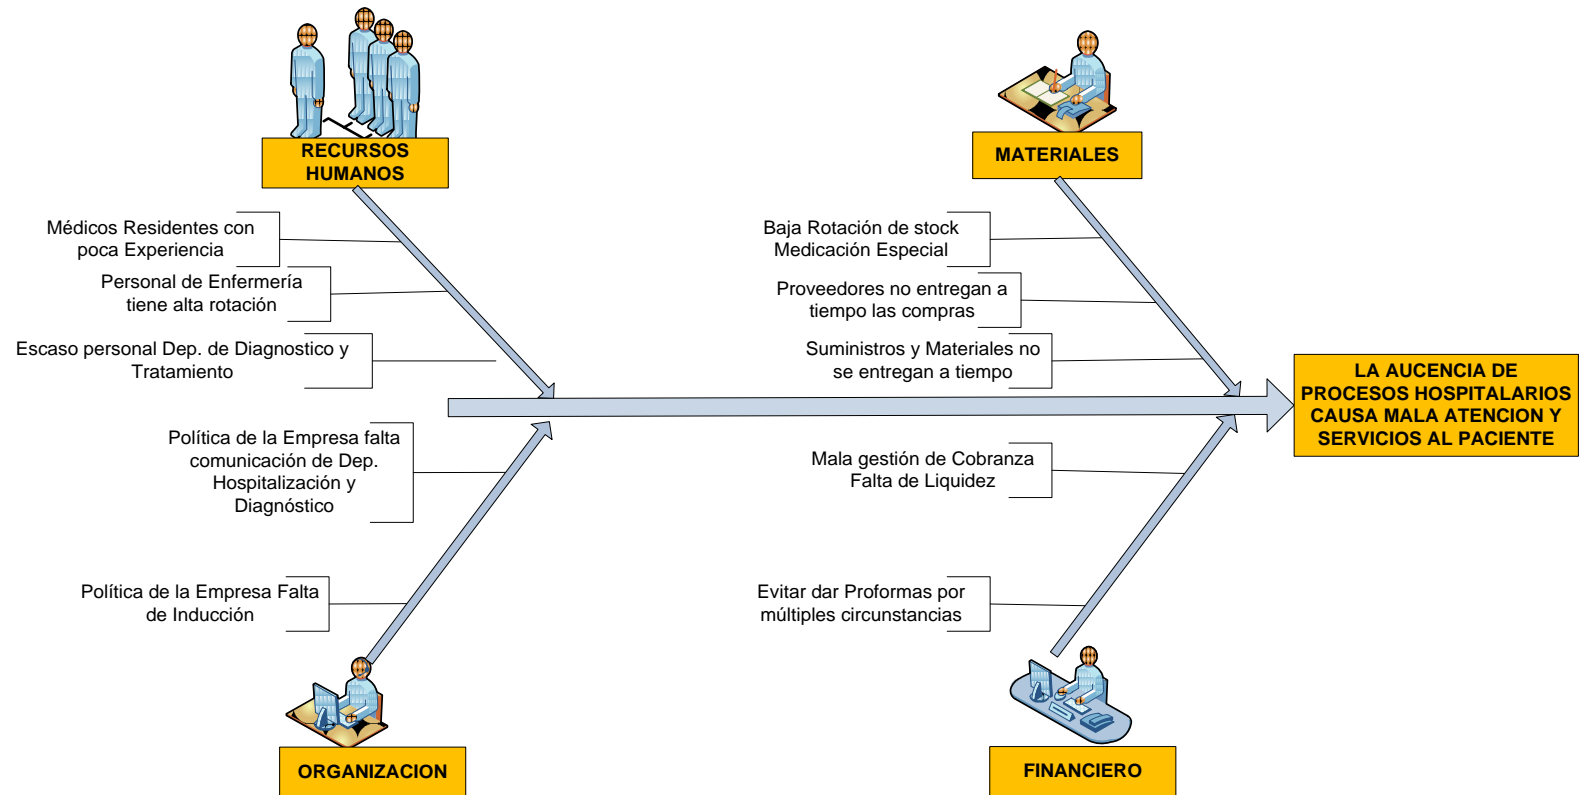 RECURSOS
HUMANOS
MATERIALES
Médicos Residentes con
poca Experiencia
Personal de Enfermería
tiene alta rotación
Escaso personal Dep. de Diagnostico y
Tratamiento
Baja Rotación de stock
Medicación Especial
Proveedores no entregan a
tiempo las compras
Suministros y Materiales no
se entregan a tiempo
LA AUCENCIA DE
PROCESOS HOSPITALARIOS
CAUSA MALA ATENCION Y
SERVICIOS AL PACIENTE
Política de la Empresa falta
comunicación de Dep.
Hospitalización y
Diagnóstico
Política de la Empresa Falta
de Inducción
Mala gestión de Cobranza
Falta de Liquidez
Evitar dar Proformas por
múltiples circunstancias
ORGANIZACION
FINANCIERO